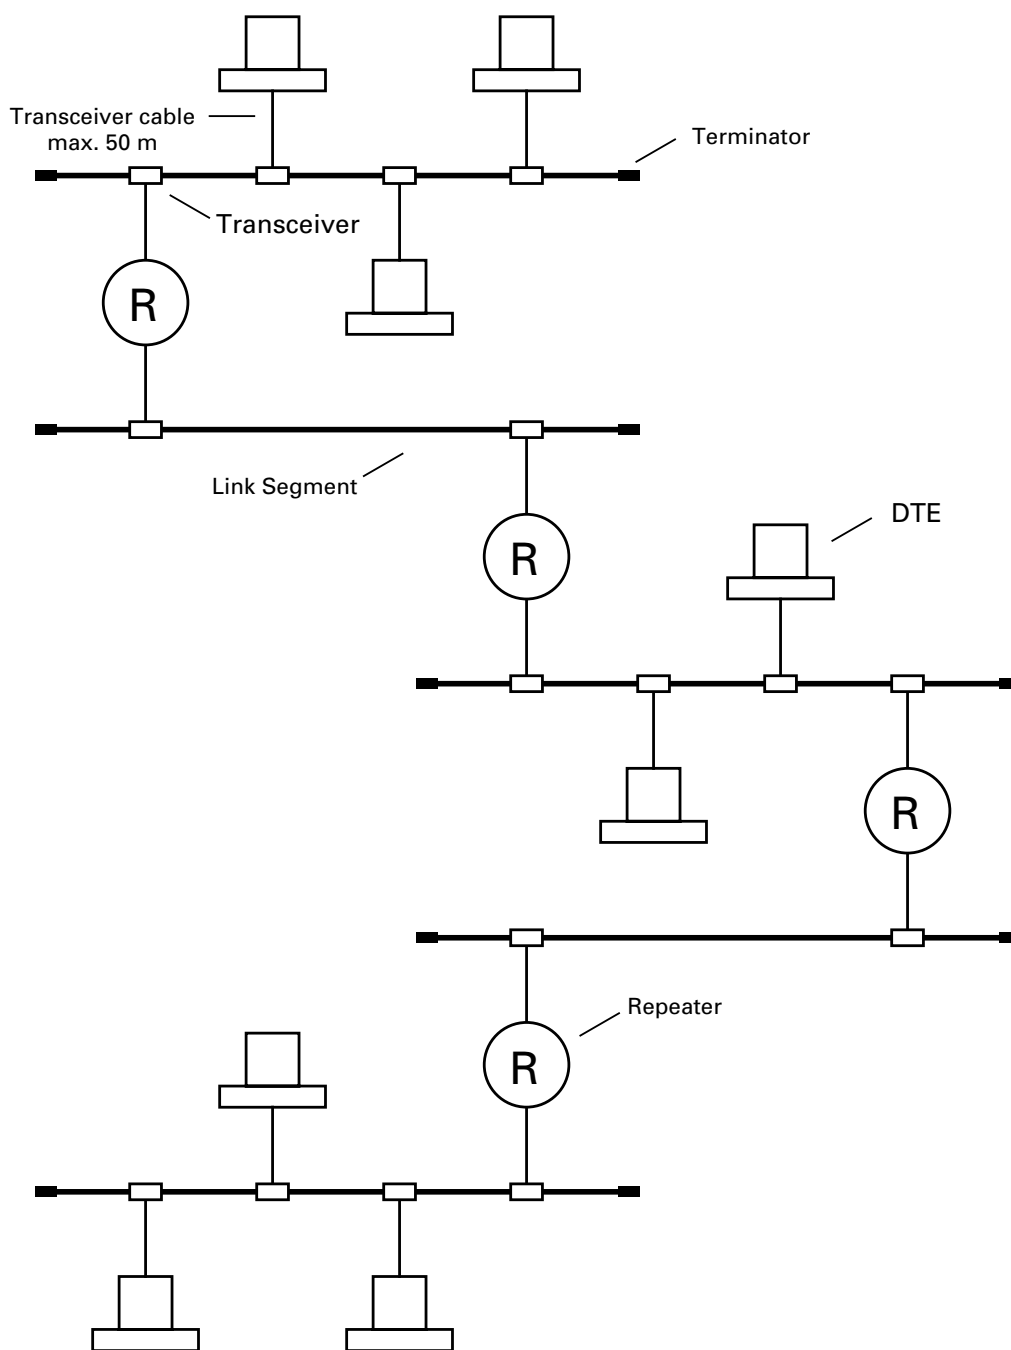 Transceiver cable
max. 50 m
Terminator
Transceiver
R
Link Segment
R
DTE
R
Repeater
R